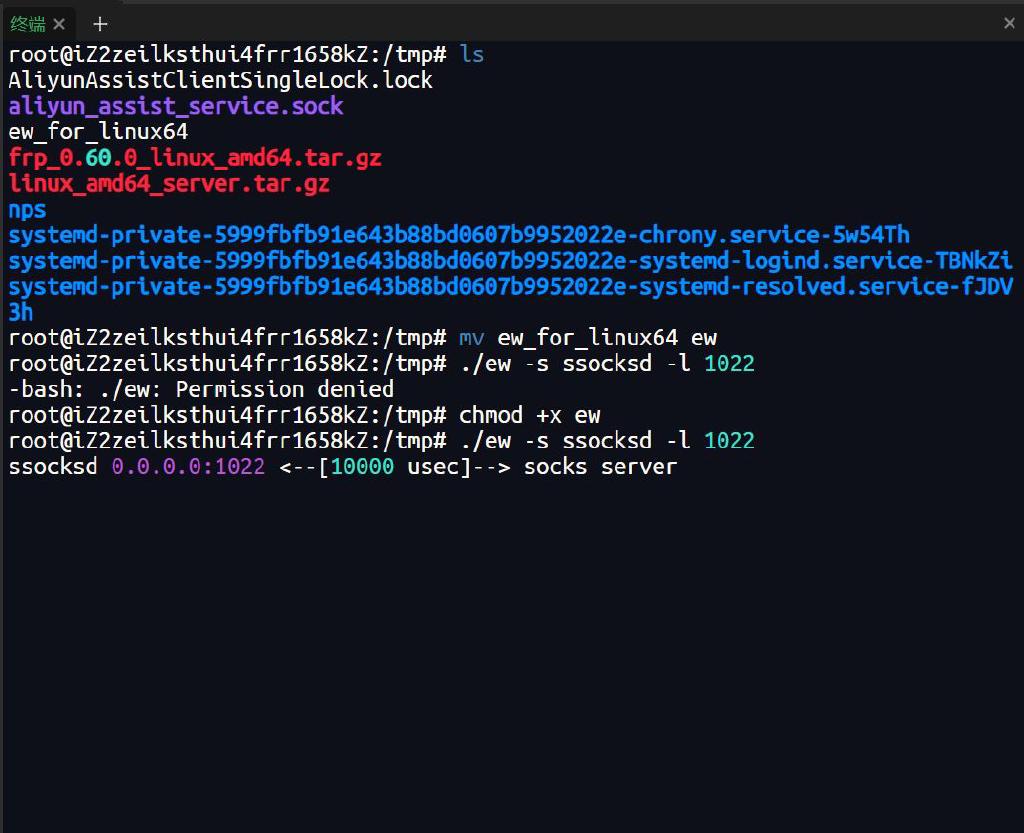 终端 × + ×
root@iZ2zeilksthui4frr1658kZ:/tmp# ls
AliyunAssistClientSingleLock.lock
aliyun_assist_service.sock
ew_for_linux64
frp_0.60.0_linux_amd64.tar.gz
linux_amd64_server.tar.gz
nps
systemd-private-5999fbfb91e643b88bd0607b9952022e-chrony.service-5w54Th
systemd-private-5999fbfb91e643b88bd0607b9952022e-systemd-logind.service-TBNkZi
systemd-private-5999fbfb91e643b88bd0607b9952022e-systemd-resolved.service-fJDV
3h
root@iZ2zeilksthui4frr1658kZ:/tmp# mv ew_for_linux64 ew
root@iZ2zeilksthui4frr1658kZ:/tmp# ./ew -s ssocksd -l 1022
-bash: ./ew: Permission denied
root@iZ2zeilksthui4frr1658kZ:/tmp# chmod +x ew
root@iZ2zeilksthui4frr1658kZ:/tmp# ./ew -s ssocksd -l 1022
ssocksd 0.0.0.0:1022 <--[10000 usec]--> socks server